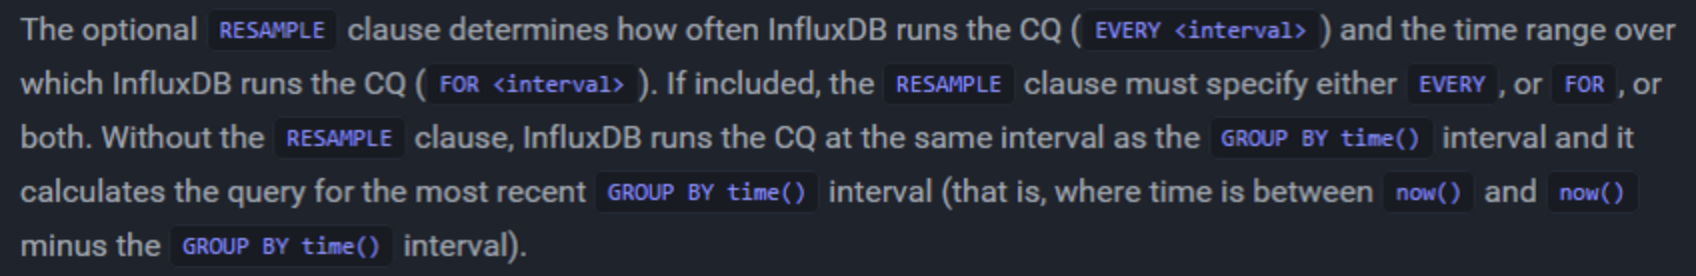 The optional RESAMPLE clause determines how often InfluxDB runs the CQ ( EVERY <interval> ) and the time range over
which InfluxDB runs the CQ ( FOR <interval> ). If included, the RESAMPLE clause must specify either EVERY , or FOR , or
both. Without the RESAMPLE clause, InfluxDB runs the CQ at the same interval as the GROUP BY time() interval and it
calculates the query for the most recent GROUP BY time() interval (that is, where time is between now() and now()
minus the GROUP BY time() interval).